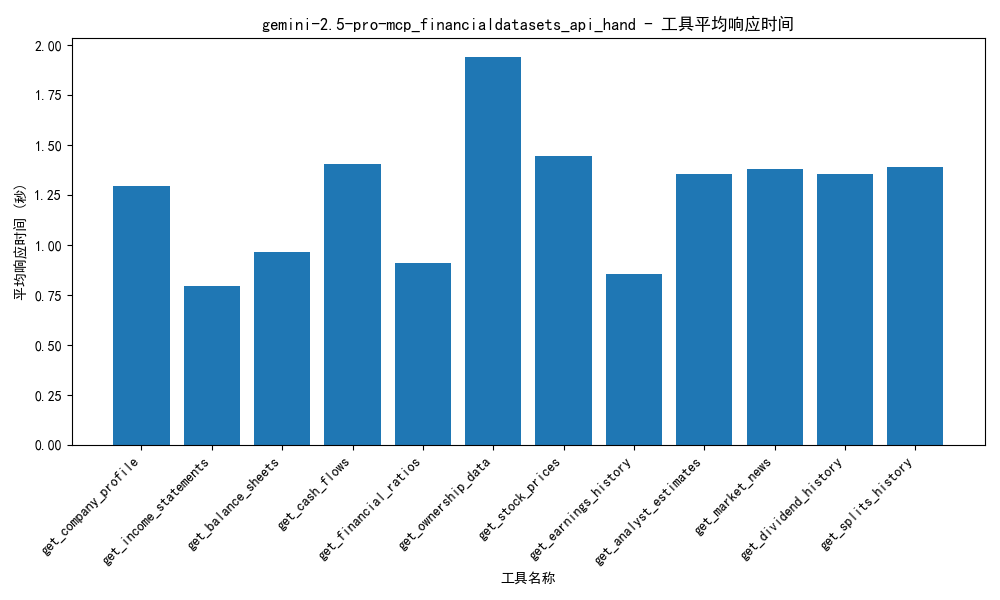 gemini-2.5-pro-mcp_financialdatasets_api_hand - 工具平均响应时间
平均响应时间 (秒)
2.00
1.75
1.50
1.25
1.00
0.75
0.50
0.25
0.00
get_company_profile
get_income_statements
get_balance_sheets
get_cash_flows
get_financial_ratios
get_ownership_data
get_stock_prices
get_earnings_history
get_analyst_estimates
get_market_news
get_dividend_history
get_splits_history
工具名称